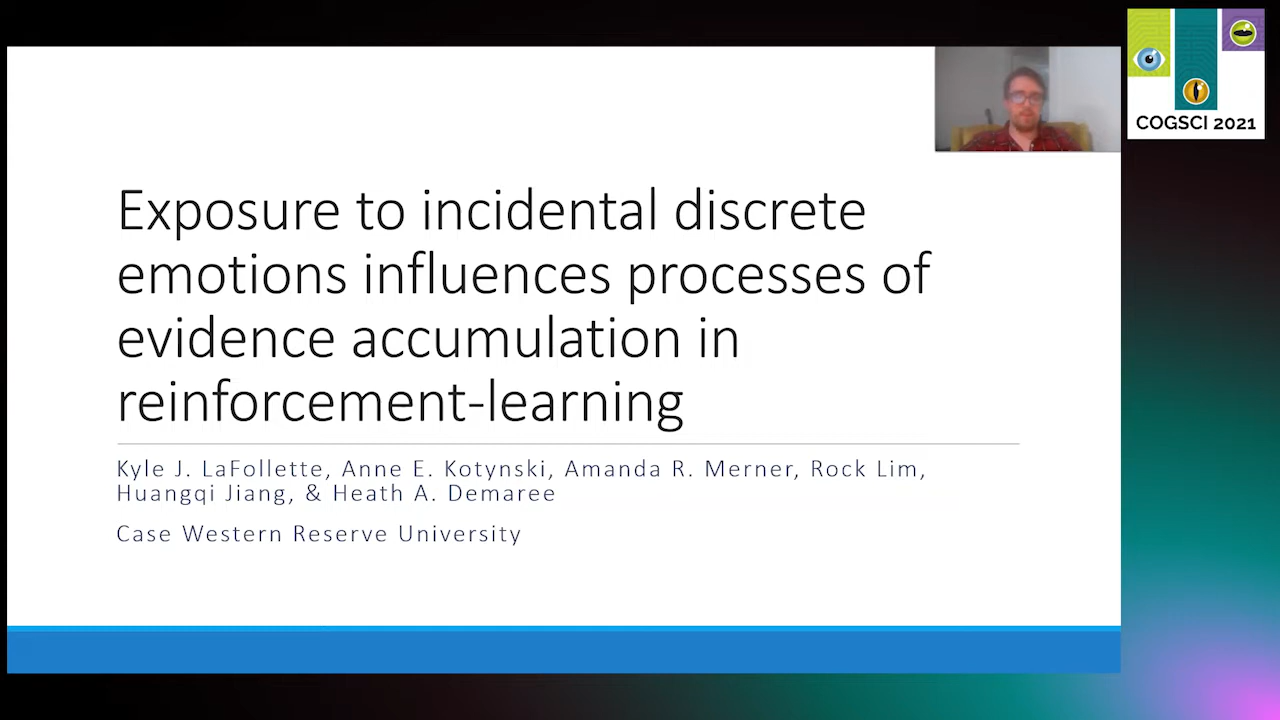 Exposure to incidental discrete
emotions influences processes of
evidence accumulation in
reinforcement-learning
Kyle J. LaFollette, Anne E. Kotynski, Amanda R. Merner, Rock Lim,
Huangqi Jiang, & Heath A. Demaree
Case Western Reserve University
COGSCI 2021